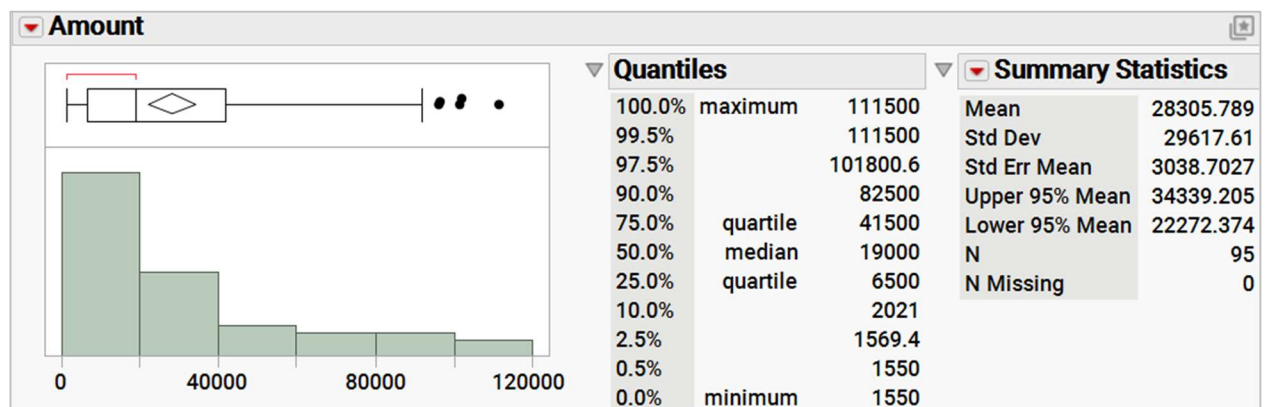 Amount
0 40000 80000 120000
Quantiles
100.0% maximum 111500
99.5% 111500
97.5% 101800.6
90.0% 82500
75.0% quartile 41500
50.0% median 19000
25.0% quartile 6500
10.0% 2021
2.5% 1569.4
0.5% 1550
0.0% minimum 1550
Summary Statistics
Mean 28305.789
Std Dev 29617.61
Std Err Mean 3038.7027
Upper 95% Mean 34339.205
Lower 95% Mean 22272.374
N 95
N Missing 0